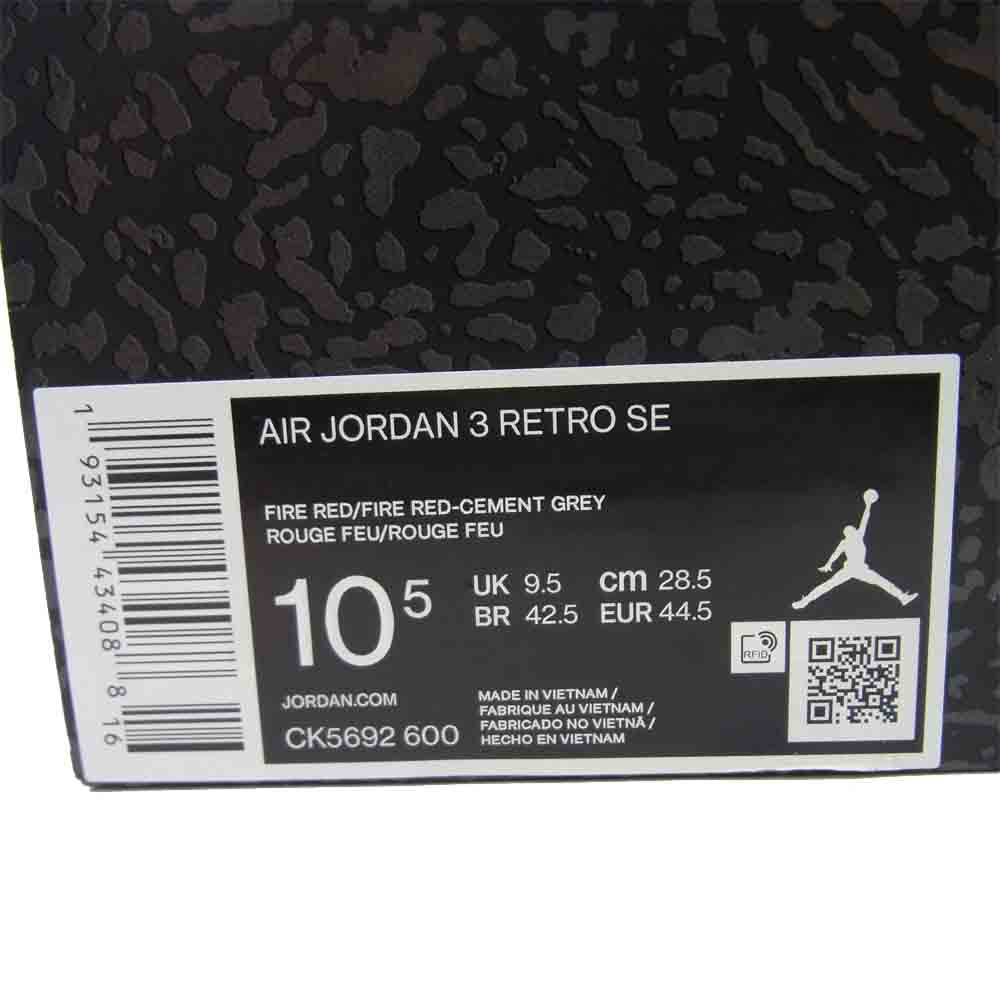 AIR JORDAN 3 RETRO SE
FIRE RED/FIRE RED-CEMENT GREY
ROUGE FEU/ROUGE FEU
10 5
UK 9.5 cm 28.5
BR 42.5 EUR 44.5
RFID
JORDAN.COM
CK5692 600
MADE IN VIETNAM /
FABRIQUE AU VIETNAM /
FABRICADO NO VIETNÃ /
HECHO EN VIETNAM
1 93154 43408 8 16